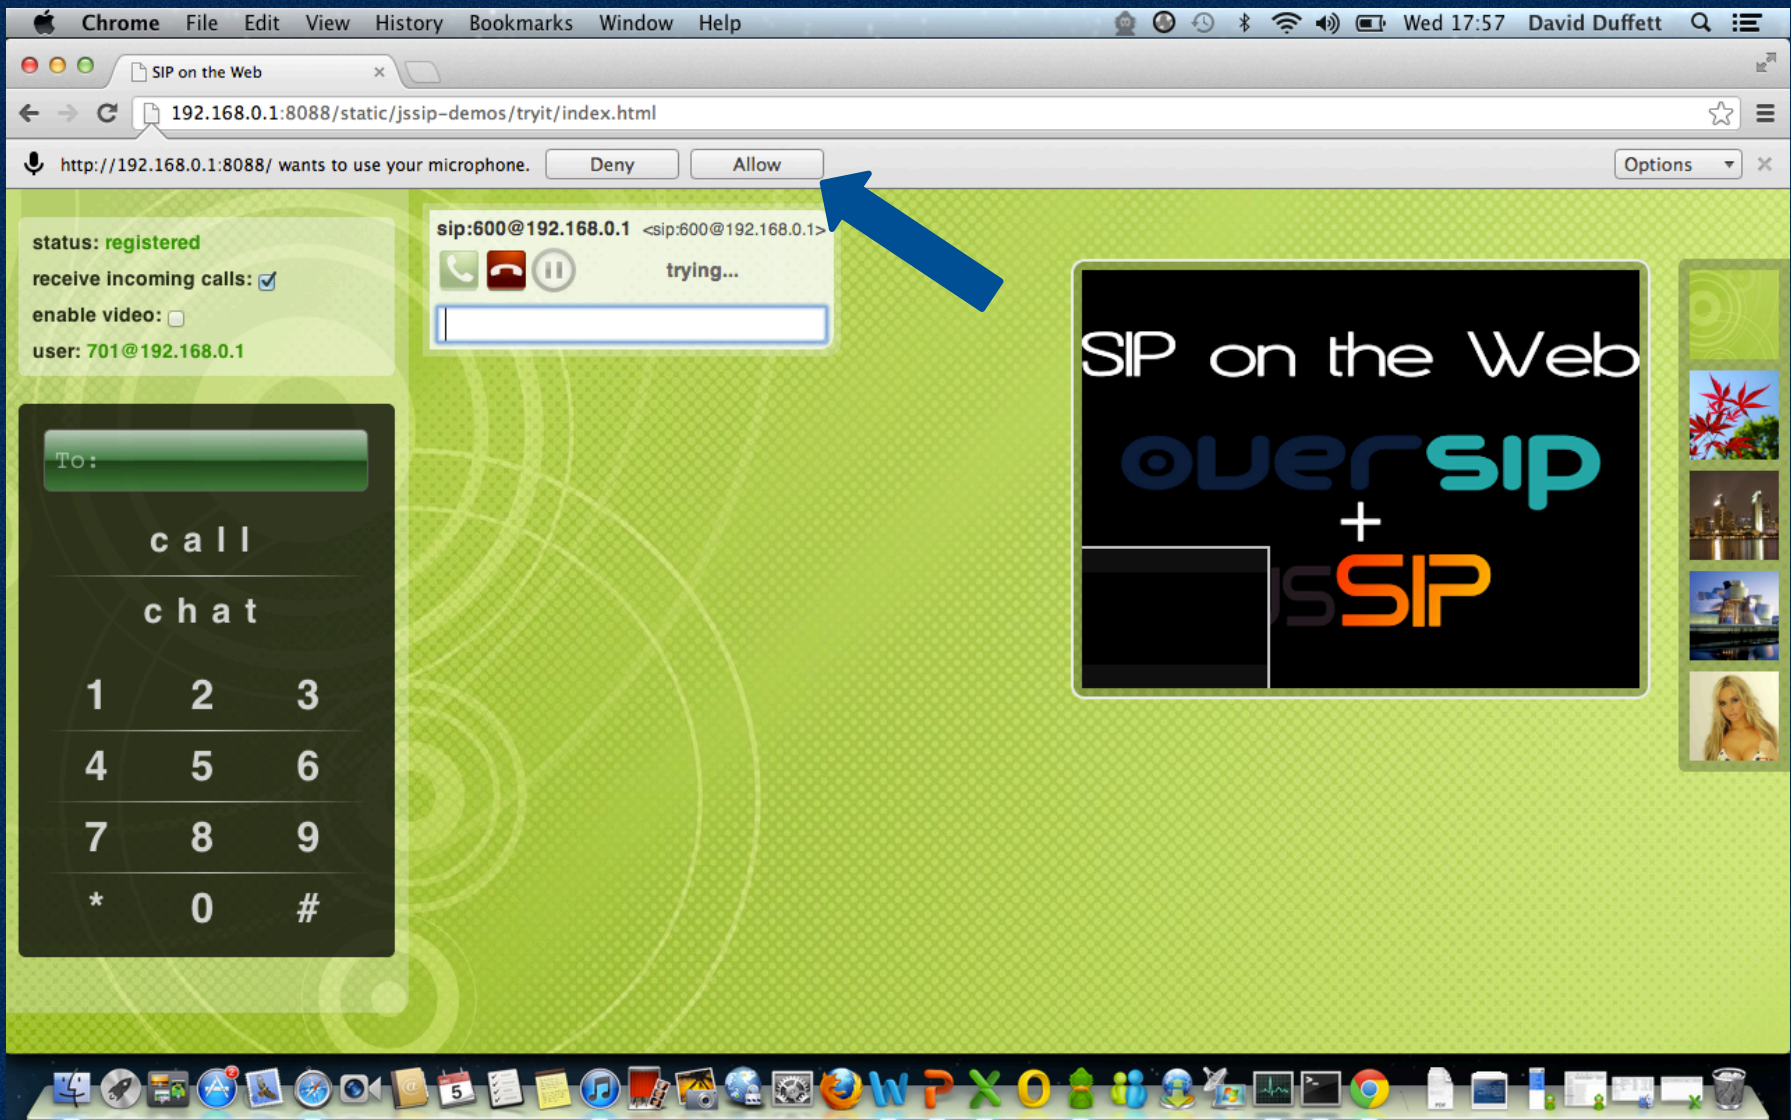 Chrome File Edit View History Bookmarks Window Help Wed 17:57 David Duffett
SIP on the Web
192.168.0.1:8088/static/jssip-demos/tryit/index.html
http://192.168.0.1:8088/ wants to use your microphone. Deny Allow Options
status: registered
receive incoming calls:
enable video:
user: 701@192.168.0.1
sip:600@192.168.0.1 <sip:600@192.168.0.1>
trying...
To:
call
chat
1 2 3
4 5 6
7 8 9
* 0 #
SIP on the Web
oversip
+
jsSIP
2
5